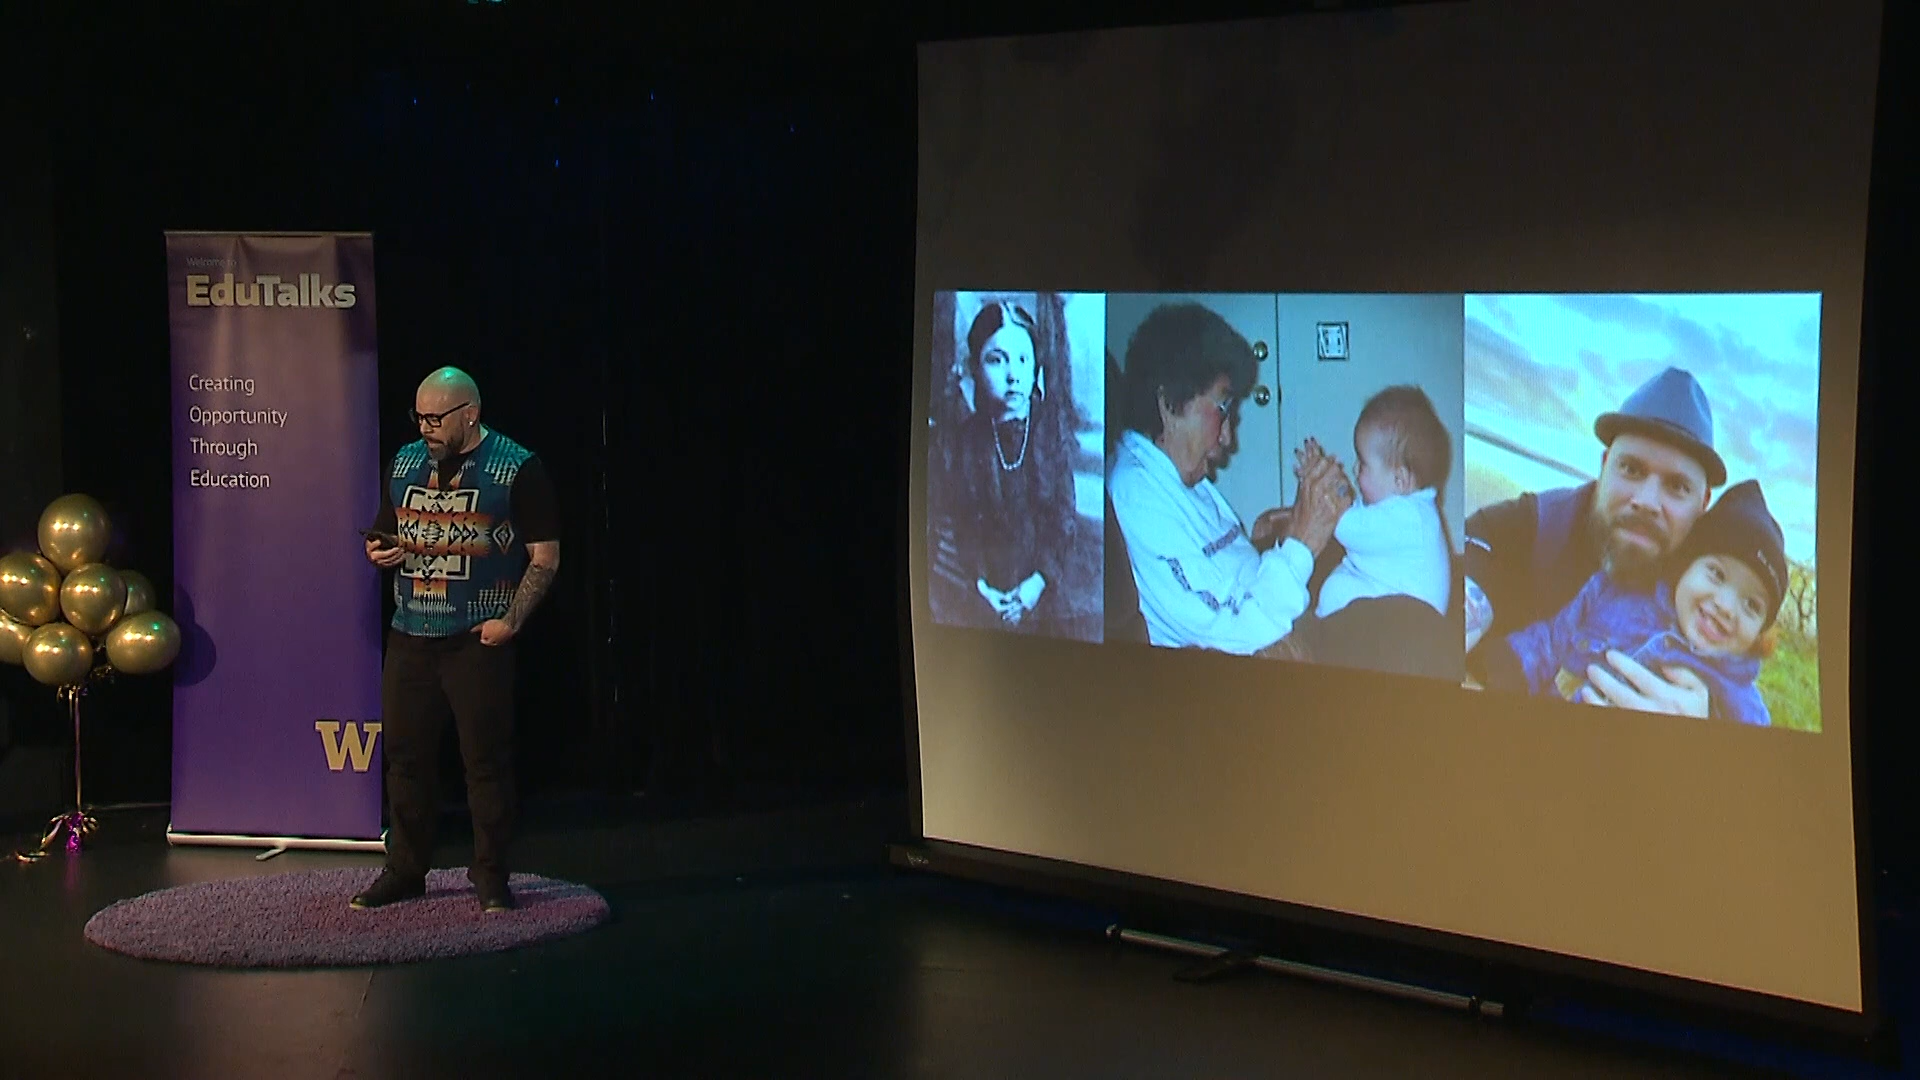 Welcome to
EduTalks
Creating
Opportunity
Through
Education
W